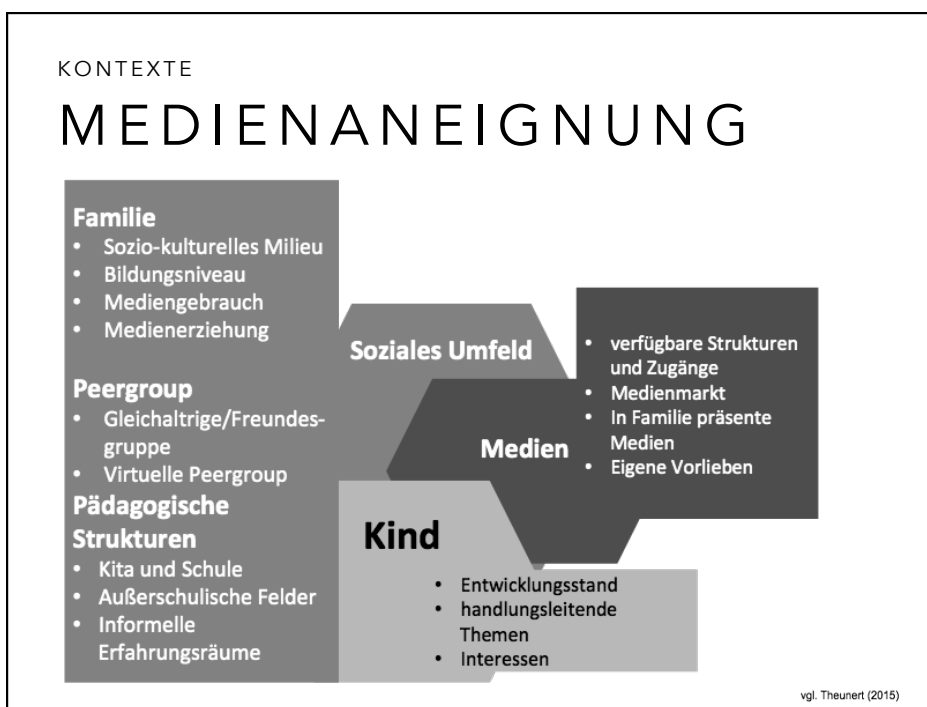 KONTEXTE
MEDIENANEIGNUNG
Familie
• Sozio-kulturelles Milieu
• Bildungsniveau
• Mediengebrauch
• Medienerziehung
Peergroup
• Gleichaltrige/Freundes-
gruppe
• Virtuelle Peergroup
Pädagogische
Strukturen
• Kita und Schule
• Außerschulische Felder
• Informelle
Erfahrungsräume
Soziales Umfeld
Medien
• verfügbare Strukturen
und Zugänge
• Medienmarkt
• In Familie präsente
Medien
• Eigene Vorlieben
Kind
• Entwicklungsstand
• handlungsleitende
Themen
• Interessen
vgl. Theunert (2015)